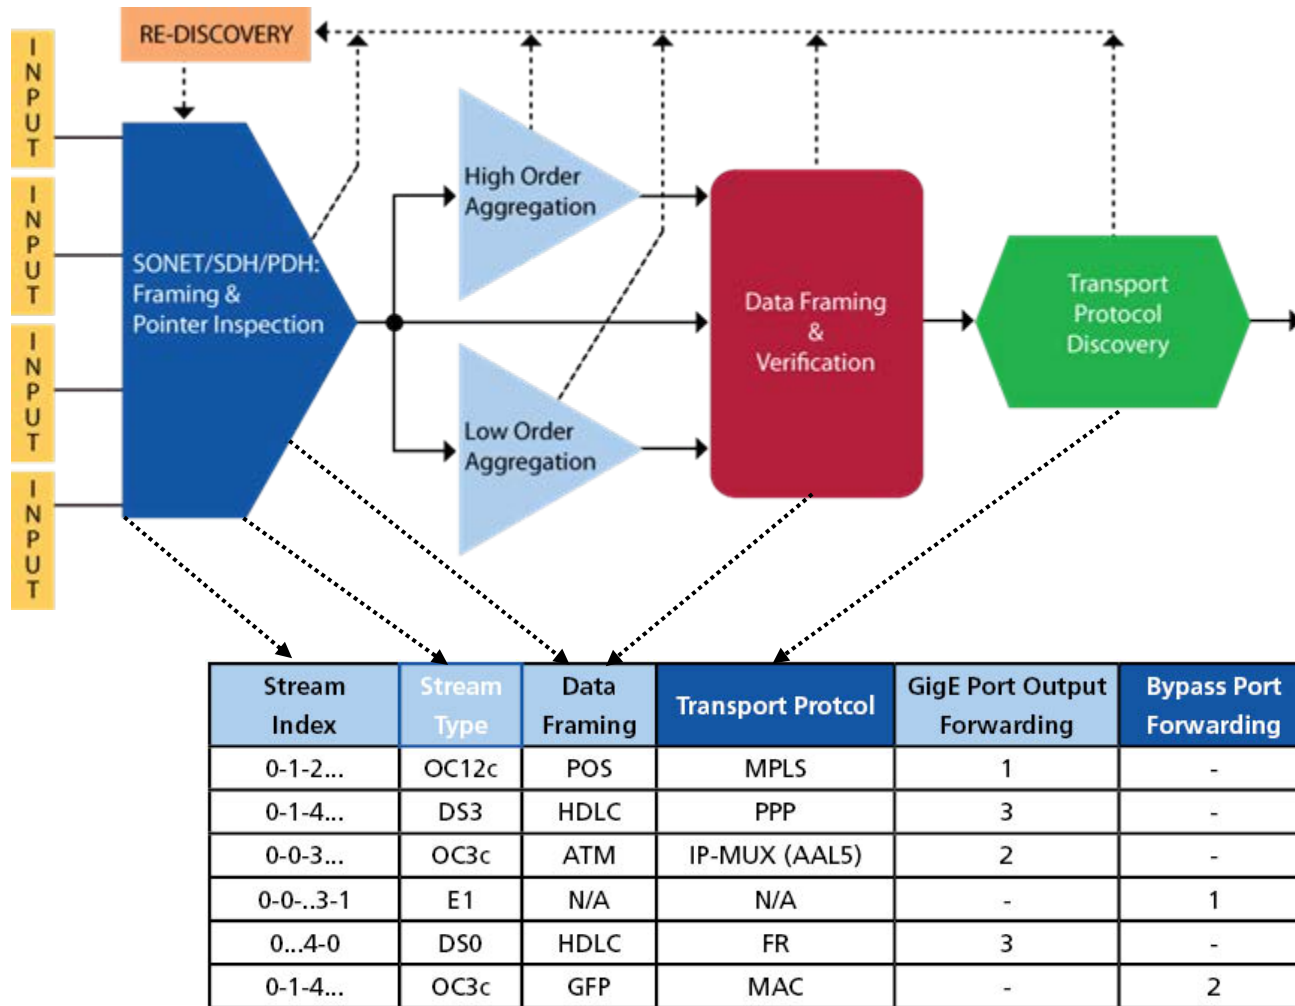 RE-DISCOVERY
INPUT
INPUT
INPUT
INPUT
SONET/SDH/PDH:
Framing &
Pointer Inspection
High Order
Aggregation
Low Order
Aggregation
Data Framing
&
Verification
Transport
Protocol
Discovery
Stream Index | Stream Type | Data Framing | Transport Protcol | GigE Port Output Forwarding | Bypass Port Forwarding
0-1-2... | OC12c | POS | MPLS | 1 | -
0-1-4... | DS3 | HDLC | PPP | 3 | -
0-0-3... | OC3c | ATM | IP-MUX (AAL5) | 2 | -
0-0-..3-1 | E1 | N/A | N/A | - | 1
0...4-0 | DS0 | HDLC | FR | 3 | -
0-1-4... | OC3c | GFP | MAC | - | 2